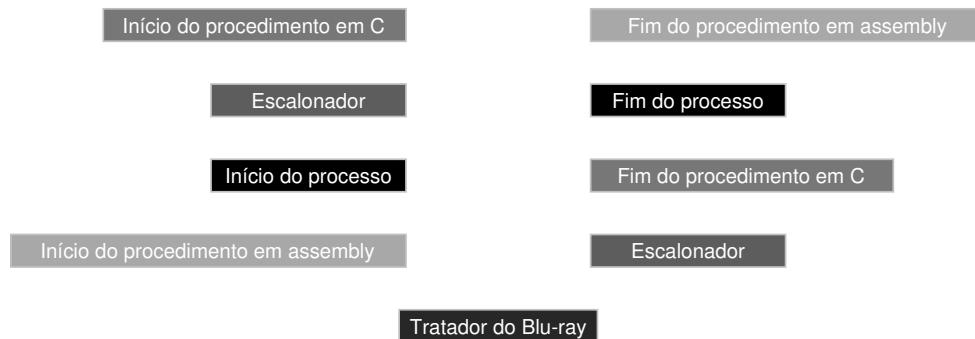 Início do procedimento em C
Fim do procedimento em assembly
Escalonador
Fim do processo
Início do processo
Fim do procedimento em C
Início do procedimento em assembly
Escalonador
Tratador do Blu-ray